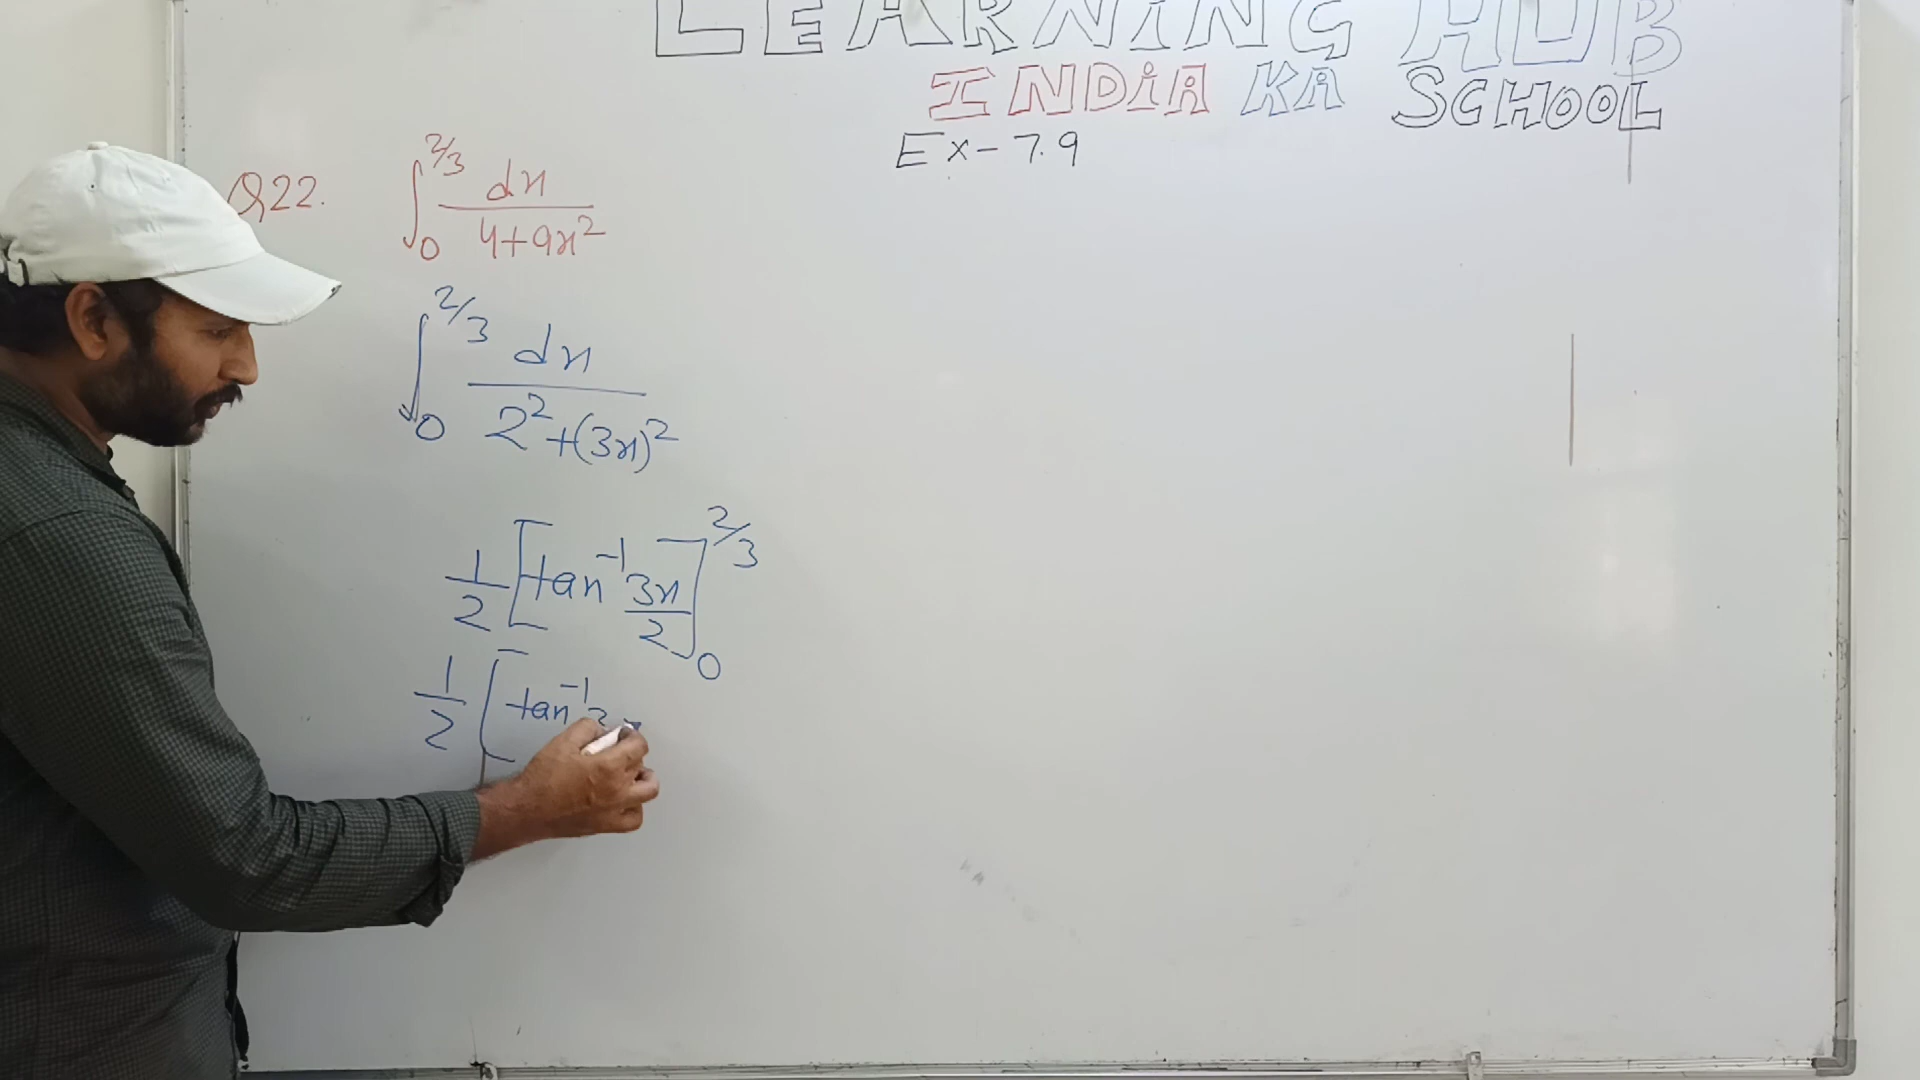 LEARNING HUB
INDIA KA SCHOOL
Ex-7.9
Q22. ∫₀^(2/3) dx / (4+9x²)
∫₀^(2/3) dx / (2²+(3x)²)
1/2 [tan⁻¹ 3x/2]₀^(2/3)
1/2 [tan⁻¹